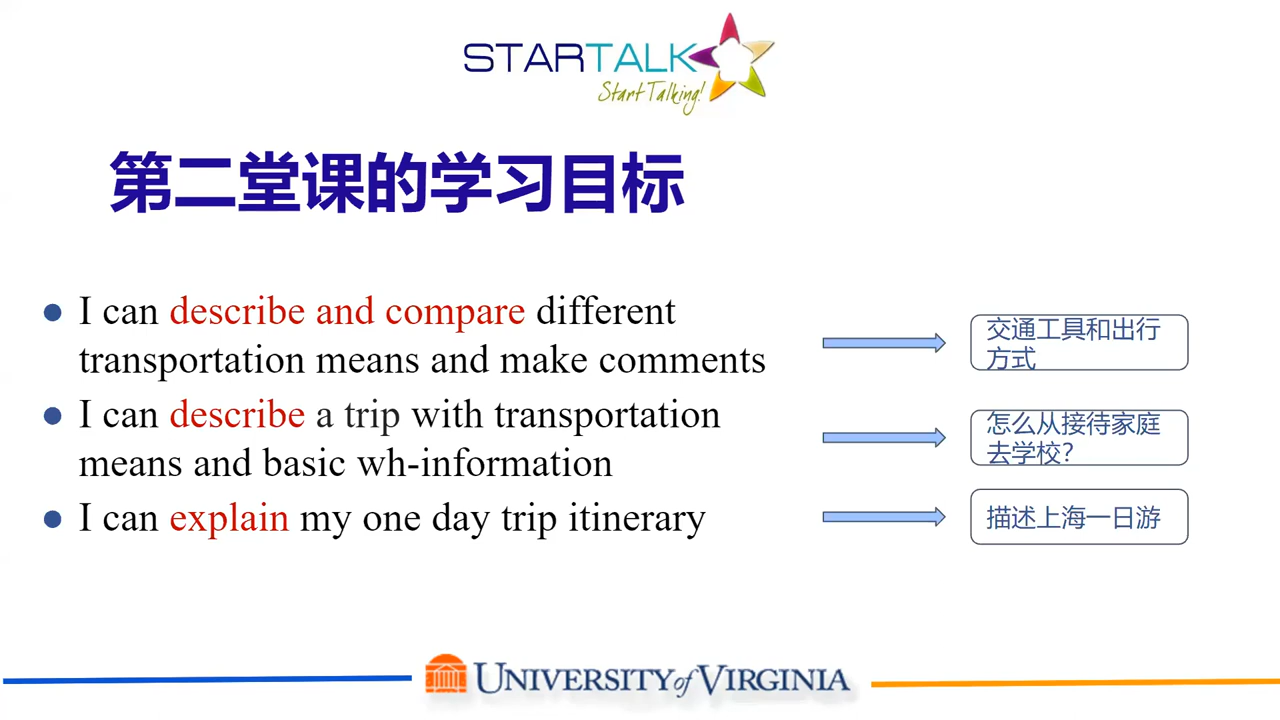 STARTALK
Start Talking!
第二堂课的学习目标
● I can describe and compare different
transportation means and make comments
交通工具和出行
方式
● I can describe a trip with transportation
means and basic wh-information
怎么从接待家庭
去学校?
● I can explain my one day trip itinerary
描述上海一日游
UNIVERSITY of VIRGINIA